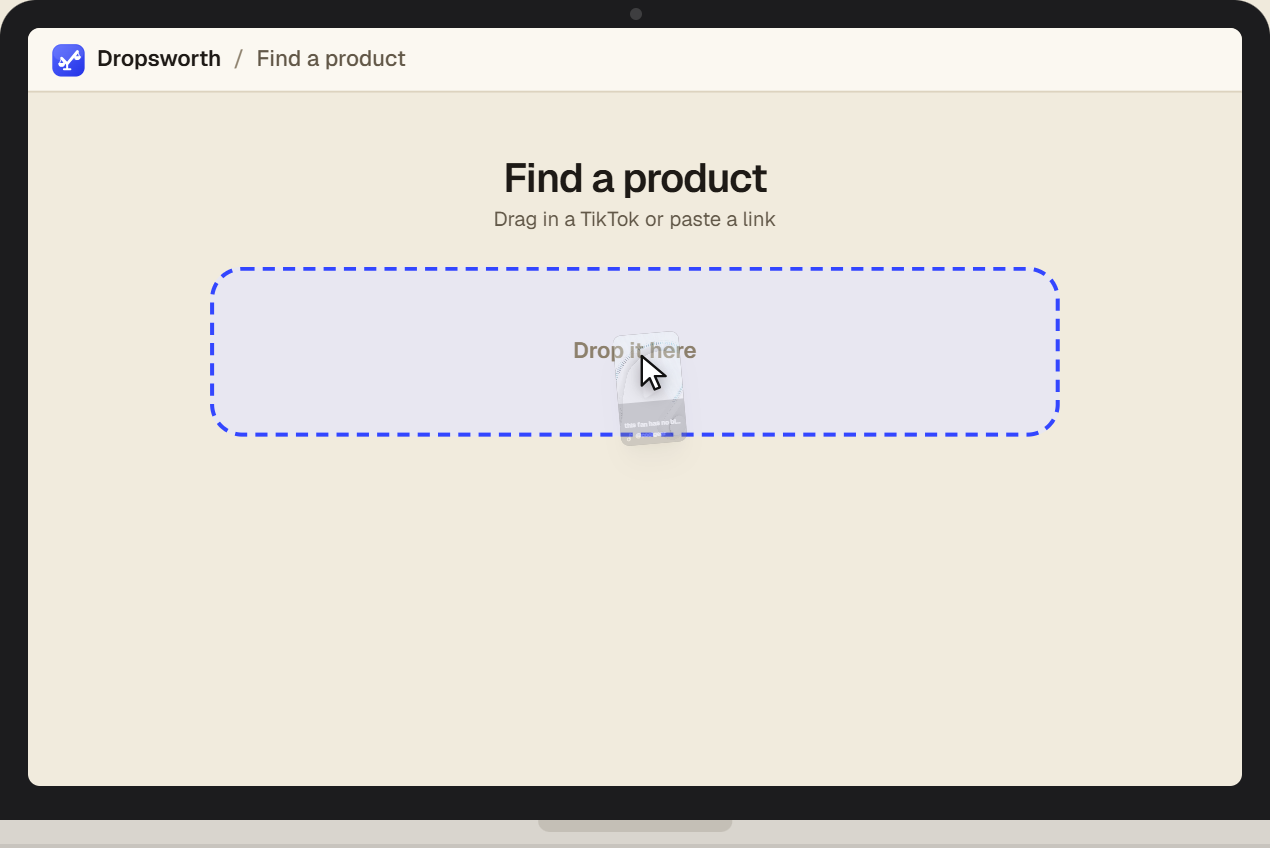 Dropsworth / Find a product
Find a product
Drag in a TikTok or paste a link
Drop it here